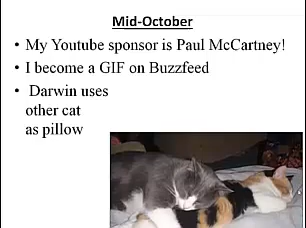 Mid-October
• My Youtube sponsor is Paul McCartney!
• I become a GIF on Buzzfeed
• Darwin uses
other cat
as pillow